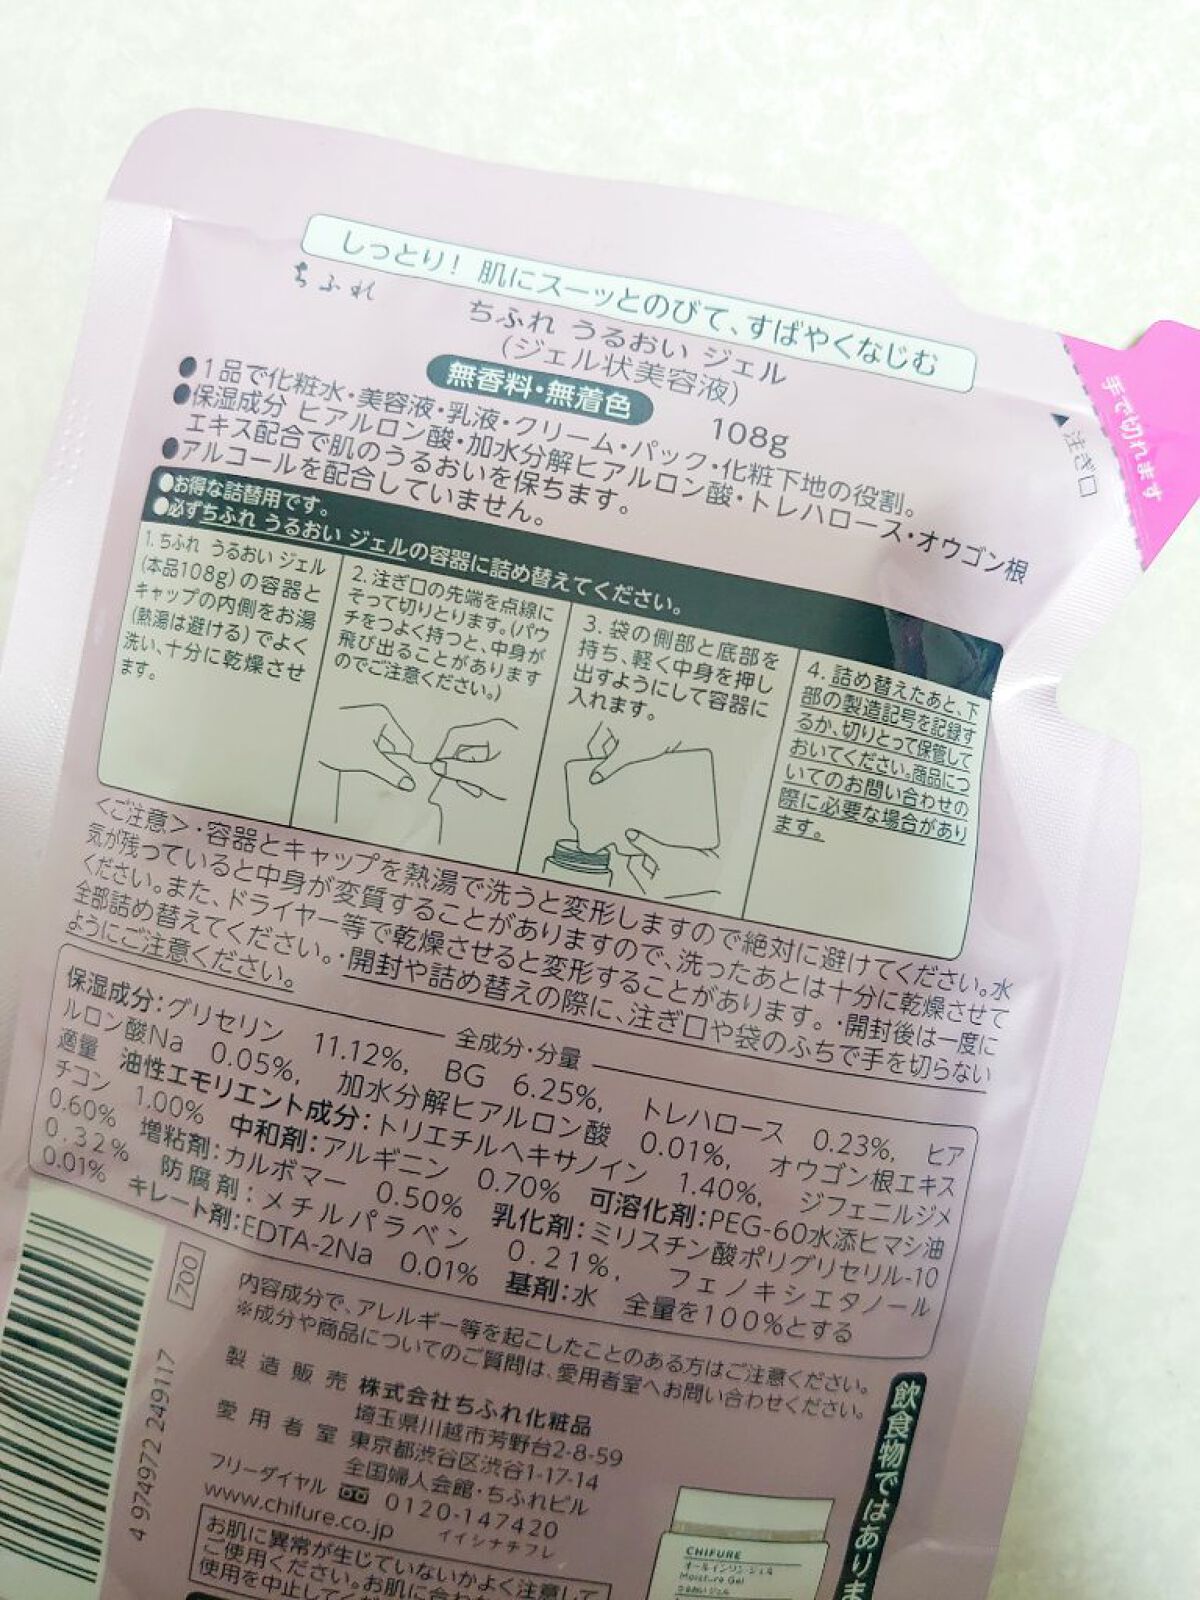 しっとり！ 肌にスーッとのびて、すばやくなじむ
ちふれ
ちふれ うるおい ジェル
(ジェル状美容液)
無香料・無着色
108g
●1品で化粧水・美容液・乳液・クリーム・パック・化粧下地の役割。
●保湿成分 ヒアルロン酸・加水分解ヒアルロン酸・トレハロース・オウゴン根
エキス配合で肌のうるおいを保ちます。
●アルコールを配合していません。
手で切れます
▲注ぎ口
●お得な詰替用です。
●必ずちふれ うるおい ジェルの容器に詰め替えてください。
1. ちふれ うるおい ジェル
(本品108g)の容器と
キャップの内側をお湯
(熱湯は避ける)でよく
洗い、十分に乾燥させ
ます。
2. 注ぎ口の先端を点線に
そって切りとります。(パウ
チをつよく持つと、中身が
飛び出ることがあります
のでご注意ください。)
3. 袋の側部と底部を
持ち、軽く中身を押し
出すようにして容器に
入れます。
4. 詰め替えたあと、下
部の製造記号を記録す
るか、切りとって保管して
おいてください。商品につ
いてのお問い合わせの
際に必要な場合があり
ます。
＜ご注意＞・容器とキャップを熱湯で洗うと変形しますので絶対に避けてください。水
気が残っていると中身が変質することがありますので、洗ったあとは十分に乾燥させて
ください。また、ドライヤー等で乾燥させると変形することがあります。・開封後は一度に
全部詰め替えてください。・開封や詰め替えの際に、注ぎ口や袋のふちで手を切らない
ようにご注意ください。
全成分・分量
保湿成分：グリセリン 11.12%, BG 6.25%, トレハロース 0.23%, ヒア
ルロン酸Na 0.05%, 加水分解ヒアルロン酸 0.01%, オウゴン根エキス
適量 油性エモリエント成分：トリエチルヘキサノイン 1.40%, ジフェニルジメ
チコン 1.00% 中和剤：アルギニン 0.70% 可溶化剤：PEG-60水添ヒマシ油
0.60% 増粘剤：カルボマー 0.50% 乳化剤：ミリスチン酸ポリグリセリル-10
0.32% 防腐剤：メチルパラベン 0.21%, フェノキシエタノール
0.01% キレート剤：EDTA-2Na 0.01% 基剤：水 全量を100%とする
700
4 974972 249117
内容成分で、アレルギー等を起こしたことのある方はご注意ください。
※成分や商品についてのご質問は、愛用者室へお問い合わせください。
製造販売 株式会社ちふれ化粧品
埼玉県川越市芳野台2-8-59
愛用者室 東京都渋谷区渋谷1-17-14
全国婦人会館・ちふれビル
フリーダイヤル 0120-147420
イイシナチフレ
www.chifure.co.jp
お肌に異常が生じていないかよく注意して
ご使用ください。お肌に合わ
使用を中止してく
飲食物ではありま
CHIFURE
オールインワン ジェル
Moisture Gel
うるおい ジェル